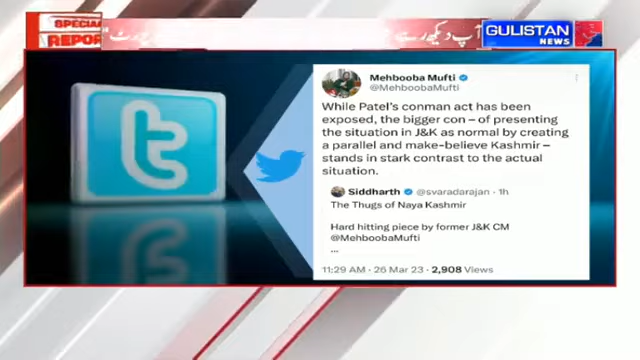 SPECIAL
REPORT
آپ دیکھ رہے
GULISTAN
NEWS
t
Mehbooba Mufti
@MehboobaMufti
While Patel's conman act has been
exposed, the bigger con – of presenting
the situation in J&K as normal by creating
a parallel and make-believe Kashmir –
stands in stark contrast to the actual
situation.
Siddharth @svaradarajan · 1h
The Thugs of Naya Kashmir
Hard hitting piece by former J&K CM
@MehboobaMufti
...
11:29 AM · 26 Mar 23 · 2,908 Views